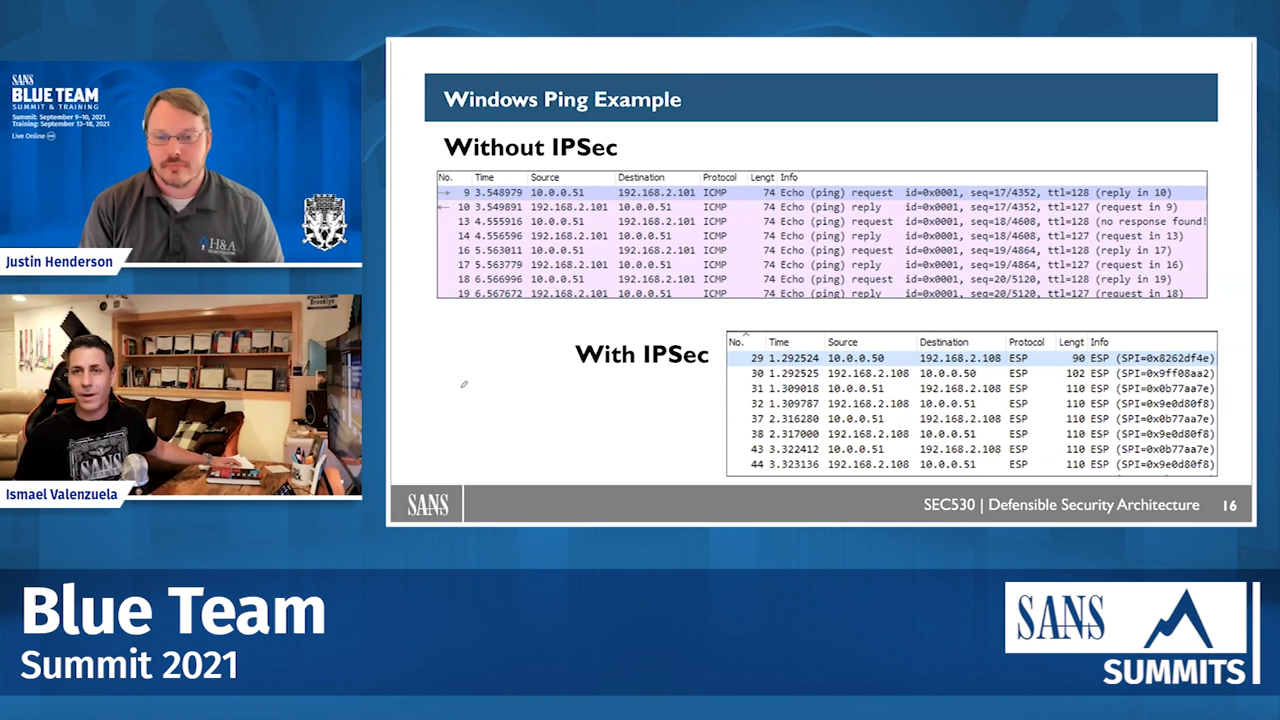 SANS
BLUE TEAM
SUMMIT & TRAINING
Summit: September 9-10, 2021
Training: September 13-18, 2021
Live Online
H&A
Justin Henderson
Brooklyn
SANS
Ismael Valenzuela
Windows Ping Example
Without IPSec
No. Time Source Destination Protocol Lengt Info
9 3.548979 10.0.0.51 192.168.2.101 ICMP 74 Echo (ping) request id=0x0001, seq=17/4352, ttl=128 (reply in 10)
10 3.549891 192.168.2.101 10.0.0.51 ICMP 74 Echo (ping) reply id=0x0001, seq=17/4352, ttl=127 (request in 9)
13 4.555916 10.0.0.51 192.168.2.101 ICMP 74 Echo (ping) request id=0x0001, seq=18/4608, ttl=128 (no response found!
14 4.556596 192.168.2.101 10.0.0.51 ICMP 74 Echo (ping) reply id=0x0001, seq=18/4608, ttl=127 (request in 13)
16 5.563011 10.0.0.51 192.168.2.101 ICMP 74 Echo (ping) request id=0x0001, seq=19/4864, ttl=128 (reply in 17)
17 5.563779 192.168.2.101 10.0.0.51 ICMP 74 Echo (ping) reply id=0x0001, seq=19/4864, ttl=127 (request in 16)
18 6.566996 10.0.0.51 192.168.2.101 ICMP 74 Echo (ping) request id=0x0001, seq=20/5120, ttl=128 (reply in 19)
19 6.567672 192.168.2.101 10.0.0.51 ICMP 74 Echo (ping) reply id=0x0001, seq=20/5120, ttl=127 (request in 18)
With IPSec
No. Time Source Destination Protocol Lengt Info
29 1.292524 10.0.0.50 192.168.2.108 ESP 90 ESP (SPI=0x8262df4e)
30 1.292525 192.168.2.108 10.0.0.50 ESP 102 ESP (SPI=0x9ff08aa2)
31 1.309018 10.0.0.51 192.168.2.108 ESP 110 ESP (SPI=0x0b77aa7e)
32 1.309787 192.168.2.108 10.0.0.51 ESP 110 ESP (SPI=0x9e0d80f8)
37 2.316280 10.0.0.51 192.168.2.108 ESP 110 ESP (SPI=0x0b77aa7e)
38 2.317000 192.168.2.108 10.0.0.51 ESP 110 ESP (SPI=0x9e0d80f8)
43 3.322412 10.0.0.51 192.168.2.108 ESP 110 ESP (SPI=0x0b77aa7e)
44 3.323136 192.168.2.108 10.0.0.51 ESP 110 ESP (SPI=0x9e0d80f8)
SANS
SEC530 | Defensible Security Architecture 16
Blue Team
Summit 2021
SANS
SUMMITS